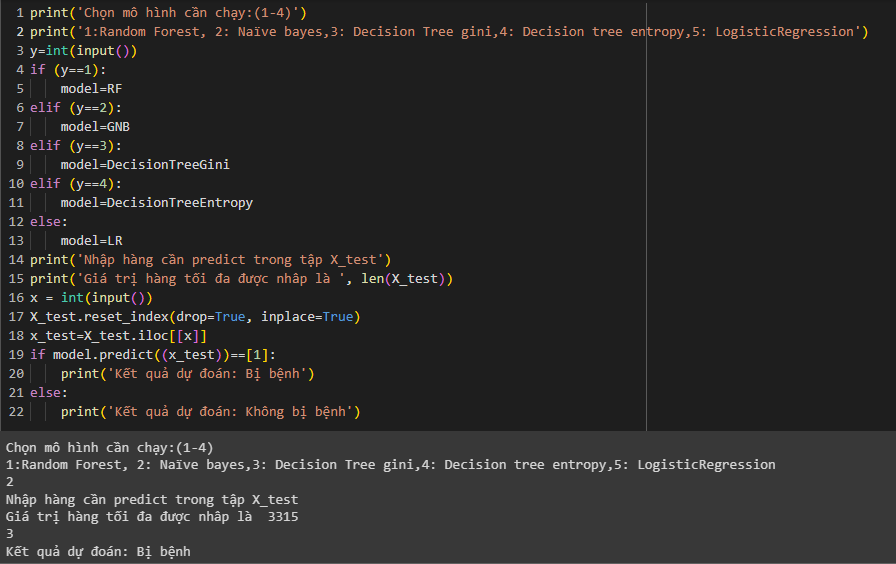 1 print('Chọn mô hình cần chạy:(1-4)')
2 print('1:Random Forest, 2: Naïve bayes,3: Decision Tree gini,4: Decision tree entropy,5: LogisticRegression')
3 y=int(input())
4 if (y==1):
5     model=RF
6 elif (y==2):
7     model=GNB
8 elif (y==3):
9     model=DecisionTreeGini
10 elif (y==4):
11     model=DecisionTreeEntropy
12 else:
13     model=LR
14 print('Nhập hàng cần predict trong tập X_test')
15 print('Giá trị hàng tối đa được nhâp là ', len(X_test))
16 x = int(input())
17 X_test.reset_index(drop=True, inplace=True)
18 x_test=X_test.iloc[[x]]
19 if model.predict((x_test))==[1]:
20     print('Kết quả dự đoán: Bị bệnh')
21 else:
22     print('Kết quả dự đoán: Không bị bệnh')
Chọn mô hình cần chạy:(1-4)
1:Random Forest, 2: Naïve bayes,3: Decision Tree gini,4: Decision tree entropy,5: LogisticRegression
2
Nhập hàng cần predict trong tập X_test
Giá trị hàng tối đa được nhâp là  3315
3
Kết quả dự đoán: Bị bệnh